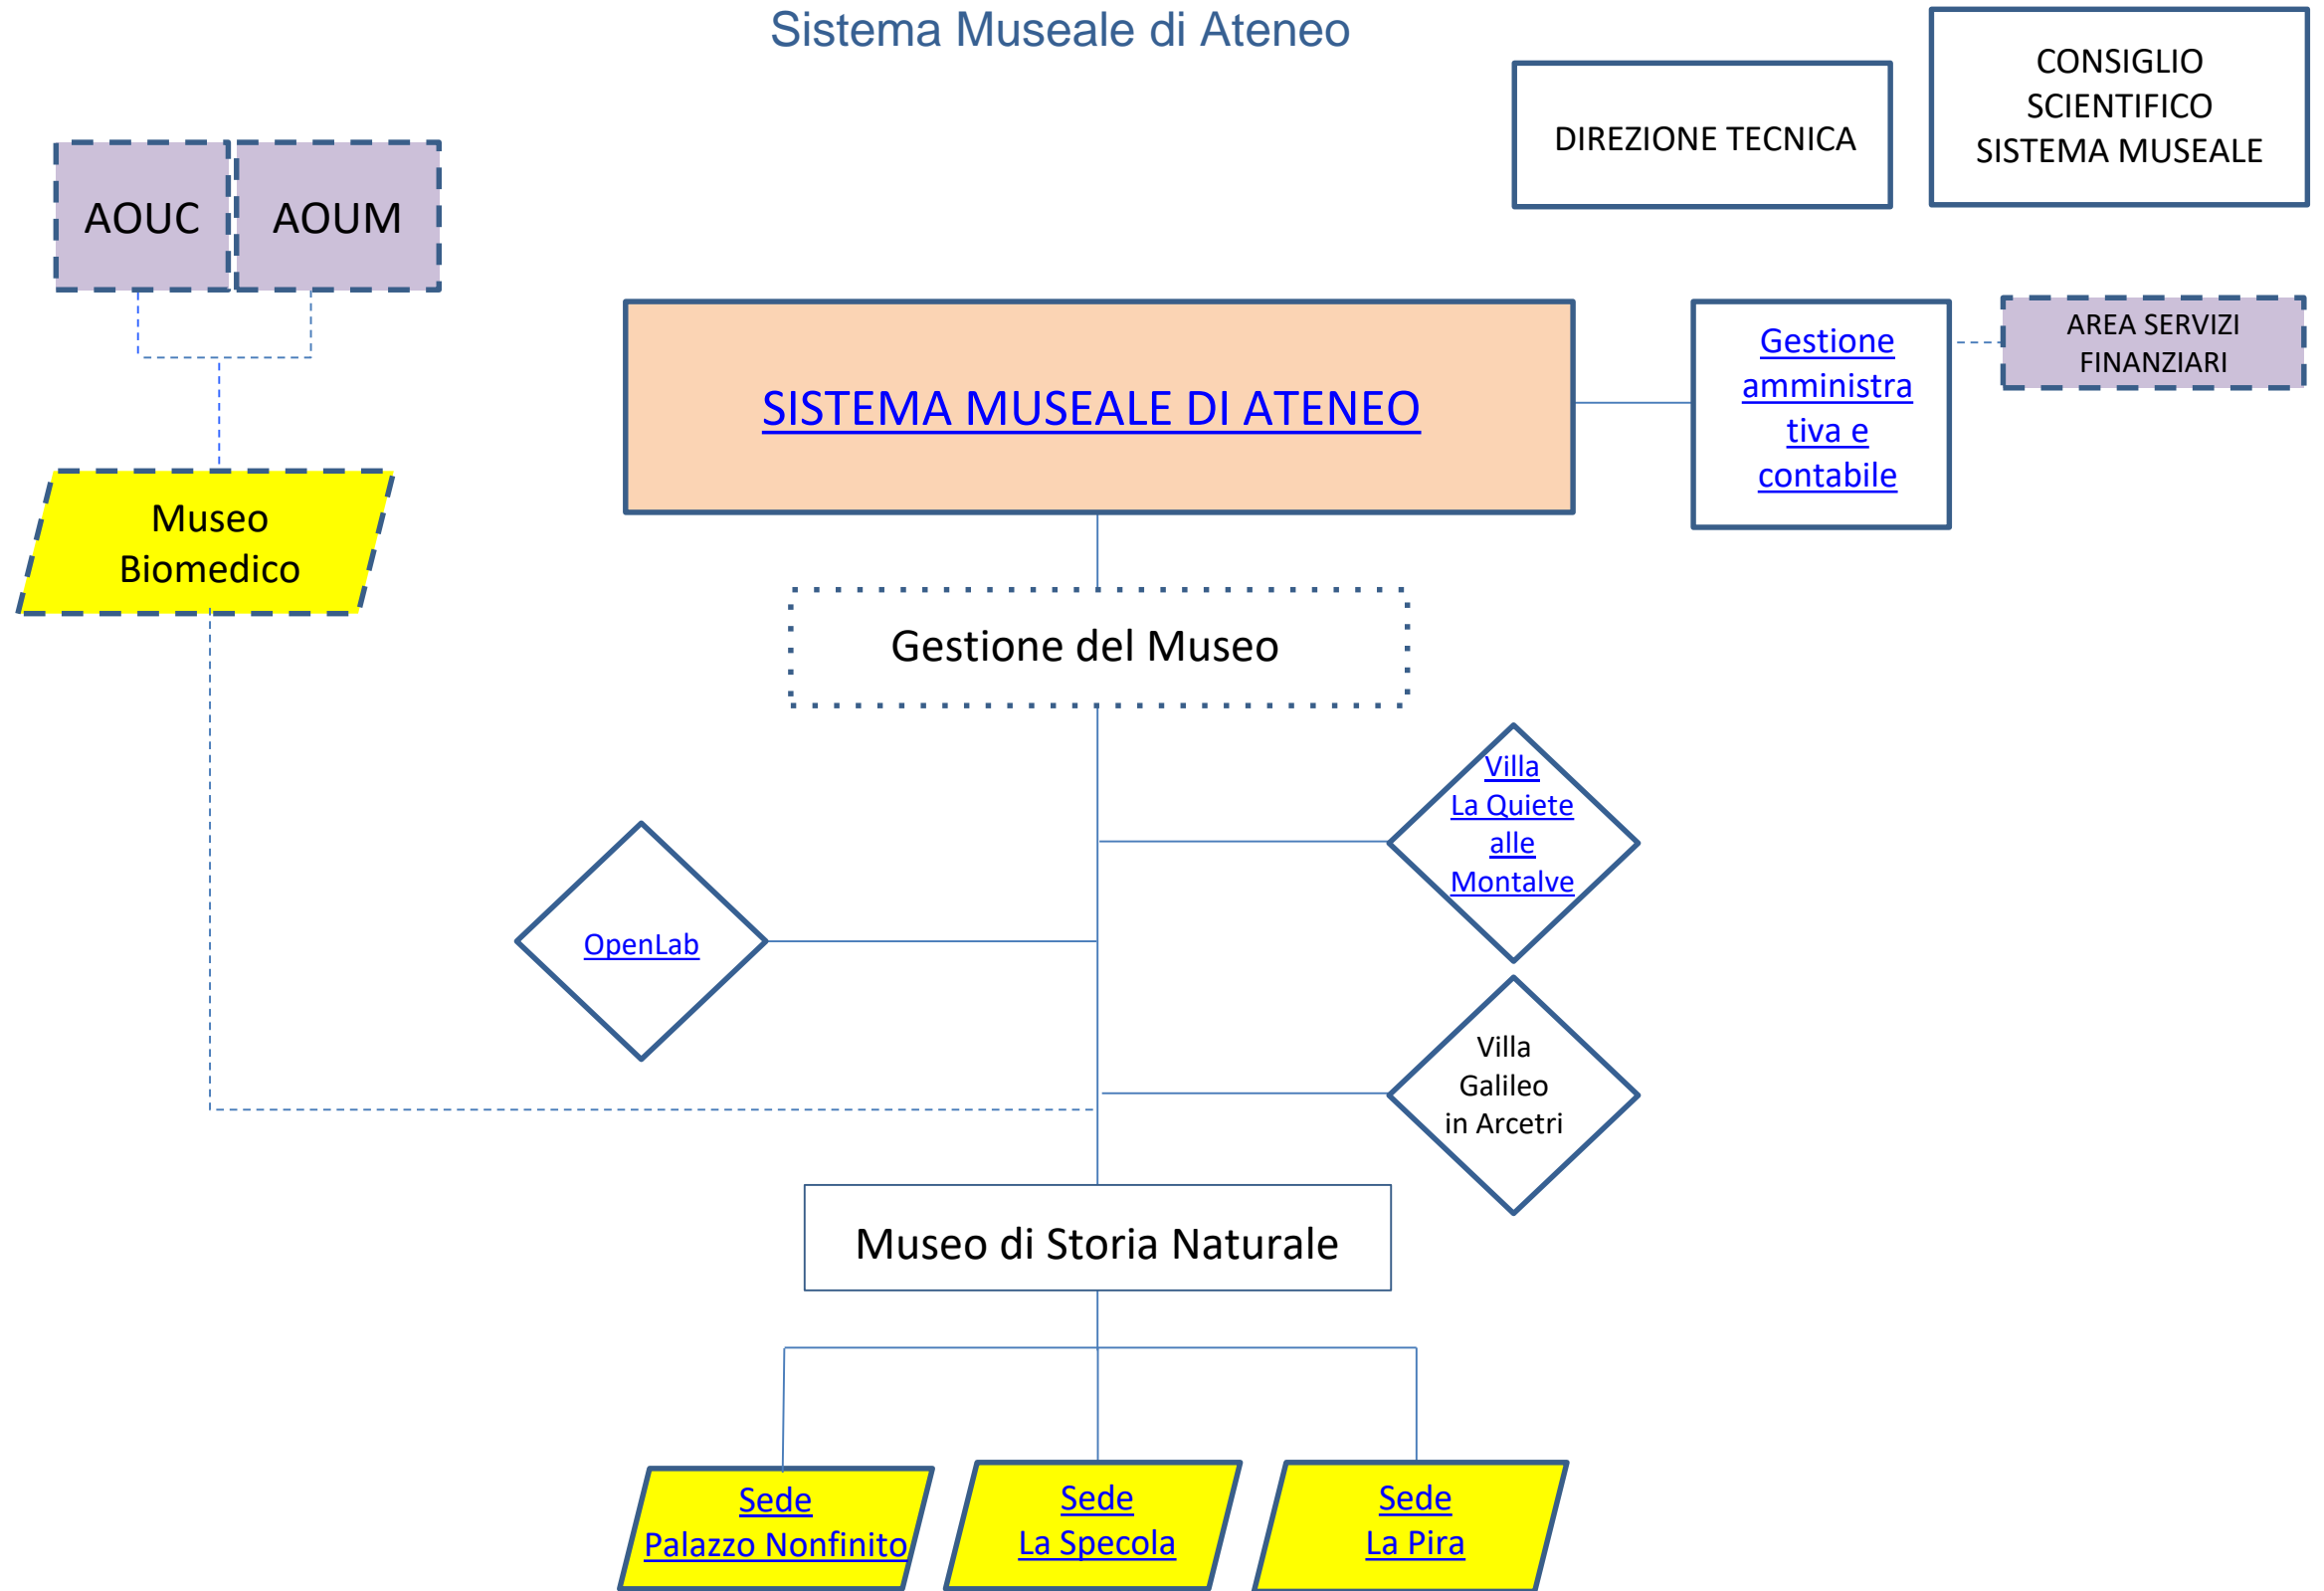 Sistema Museale di Ateneo
DIREZIONE TECNICA
CONSIGLIO
SCIENTIFICO
SISTEMA MUSEALE
AOUC
AOUM
SISTEMA MUSEALE DI ATENEO
Gestione
amministra
tiva e
contabile
AREA SERVIZI
FINANZIARI
Museo
Biomedico
Gestione del Museo
Villa
La Quiete
alle
Montalve
OpenLab
Villa
Galileo
in Arcetri
Museo di Storia Naturale
Sede
Palazzo Nonfinito
Sede
La Specola
Sede
La Pira